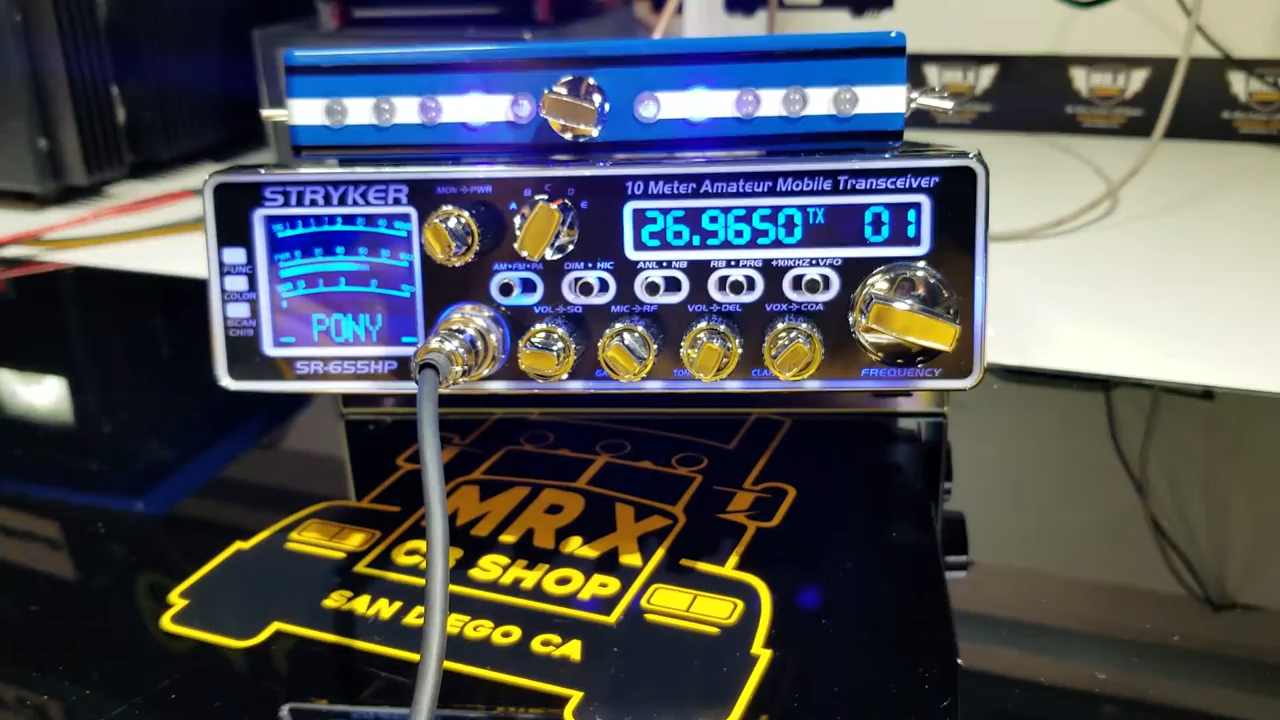 STRYKER
MON->PWR
A B C D E
10 Meter Amateur Mobile Transceiver
26.9650 TX 01
FUNC
COLOR
SCAN
PWR
PONY
SR-655HP
AM•FM•PA
DIM • HIC
ANL • NB
RB • PRG
+10KHZ•VFO
VOL->SQ
MIC->RF
VOL->DEL
VOX->COA
FREQUENCY
MR.X
CB SHOP
SAN DIEGO CA